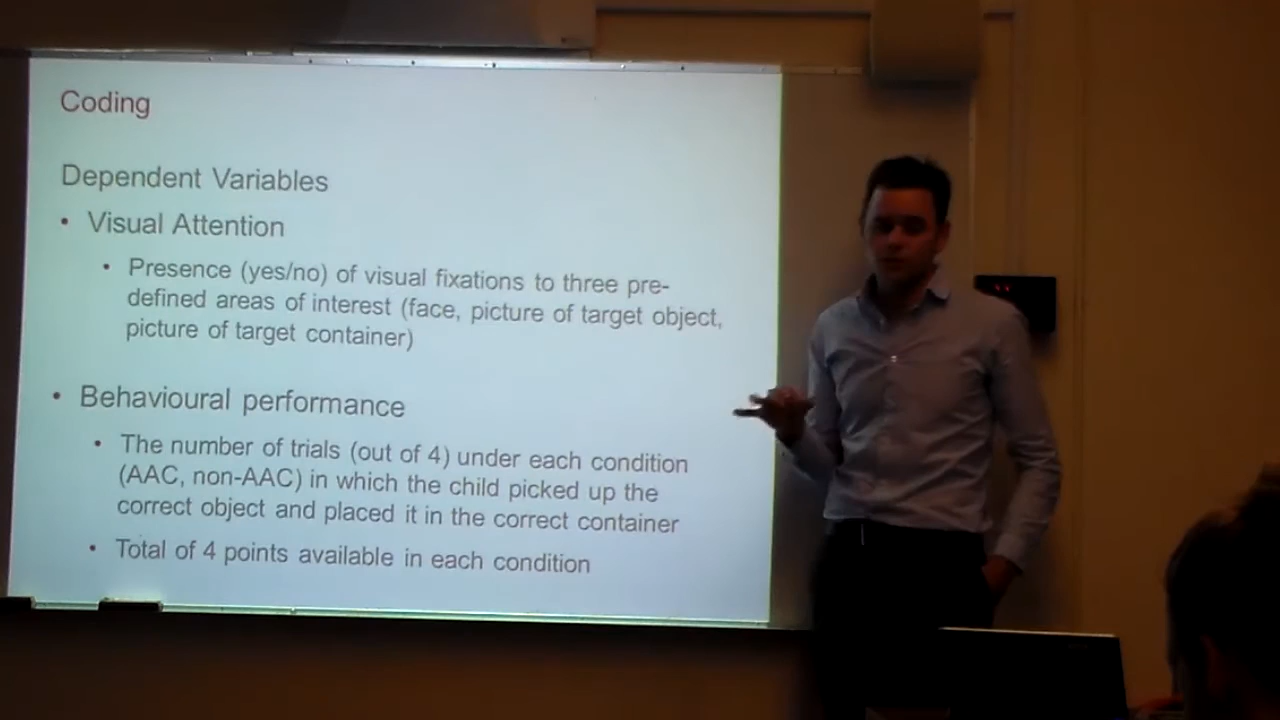 Coding
Dependent Variables
• Visual Attention
• Presence (yes/no) of visual fixations to three pre-
defined areas of interest (face, picture of target object,
picture of target container)
• Behavioural performance
• The number of trials (out of 4) under each condition
(AAC, non-AAC) in which the child picked up the
correct object and placed it in the correct container
• Total of 4 points available in each condition